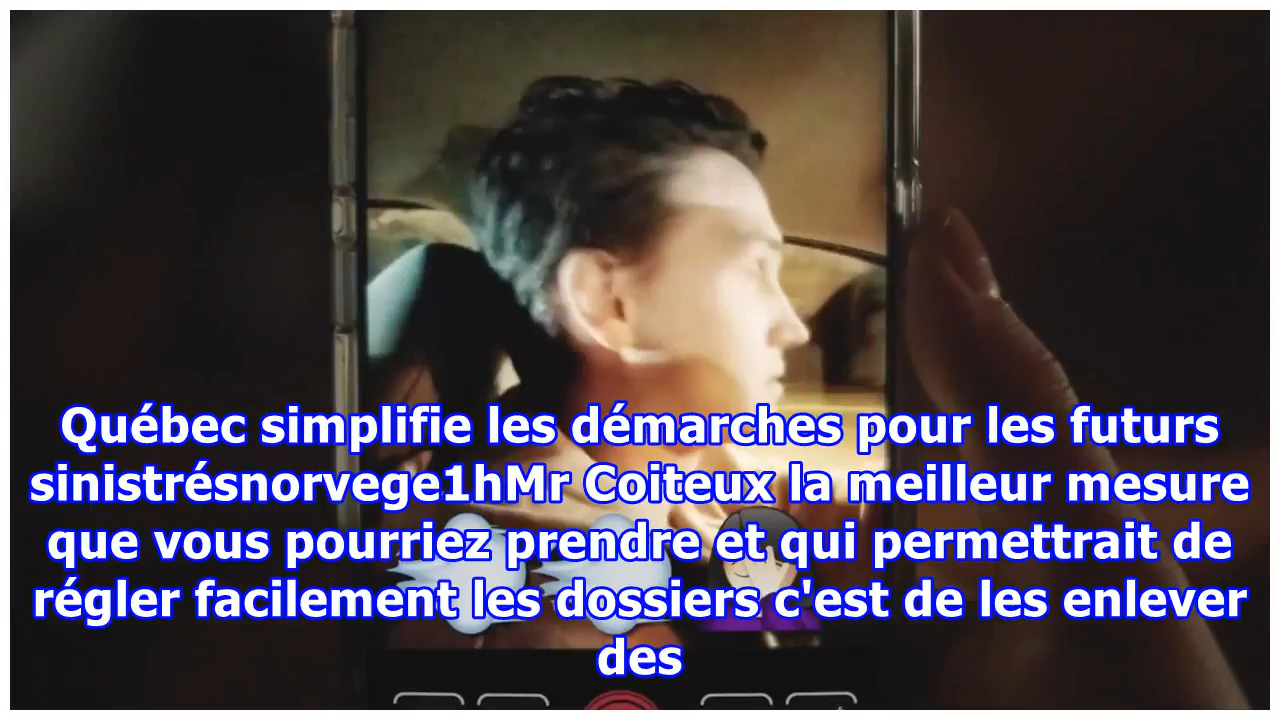 Québec simplifie les démarches pour les futurs
sinistrésnorvege1hMr Coiteux la meilleur mesure
que vous pourriez prendre et qui permettrait de
régler facilement les dossiers c'est de les enlever
des